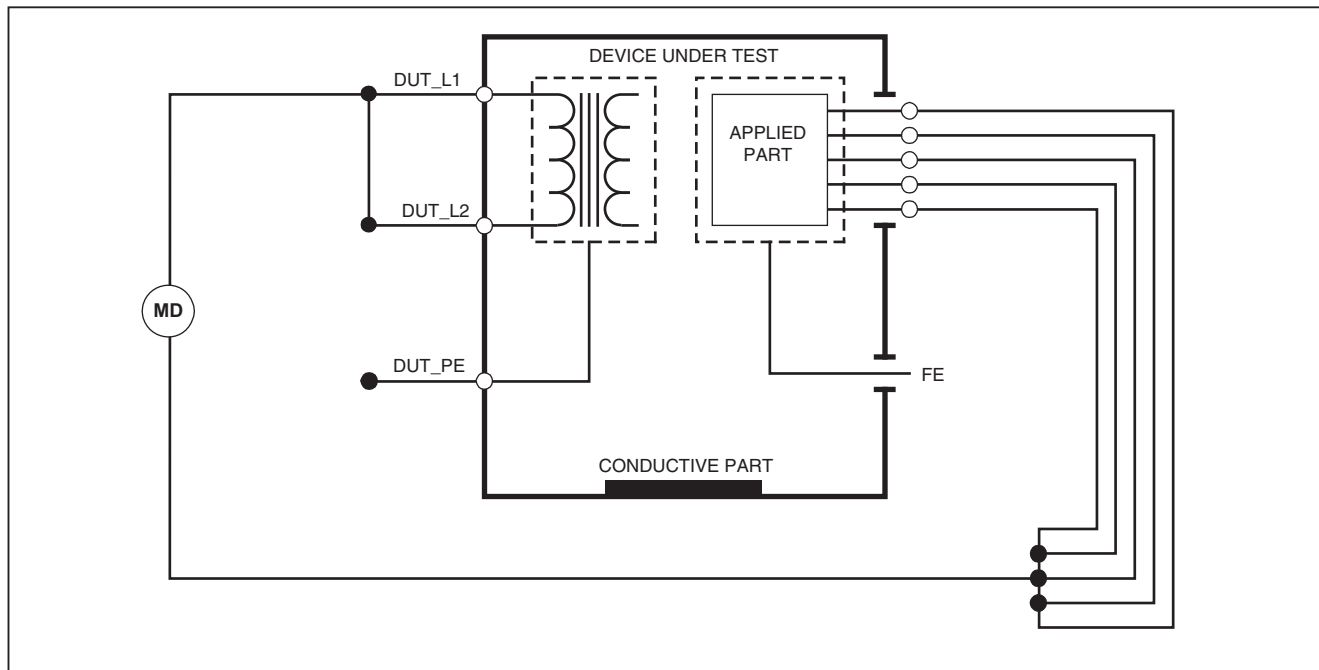 DEVICE UNDER TEST
DUT_L1
APPLIED
PART
DUT_L2
MD
DUT_PE
FE
CONDUCTIVE PART